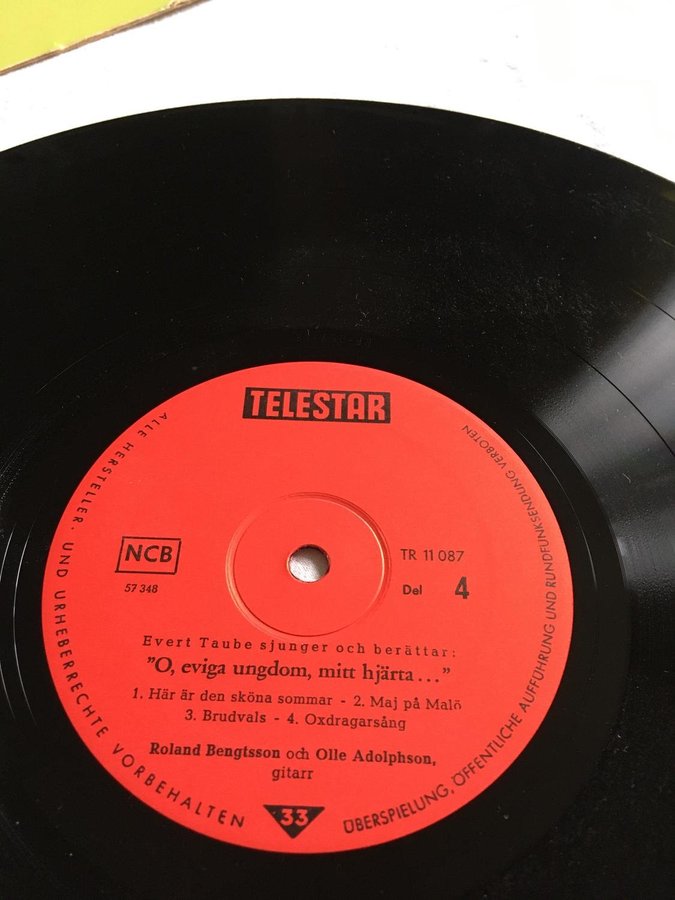 TELESTAR
ALLE HERSTELLER- UND URHEBERRECHTE VORBEHALTEN
ÜBERSPIELUNG, ÖFFENTLICHE AUFFÜHRUNG UND RUNDFUNKSENDUNG VERBOTEN
NCB
57 348
TR 11 087
Del 4
Evert Taube sjunger och berättar:
"O, eviga ungdom, mitt hjärta..."
1. Här är den sköna sommar - 2. Maj på Malö
3. Brudvals - 4. Oxdragarsång
Roland Bengtsson och Olle Adolphson,
gitarr
33